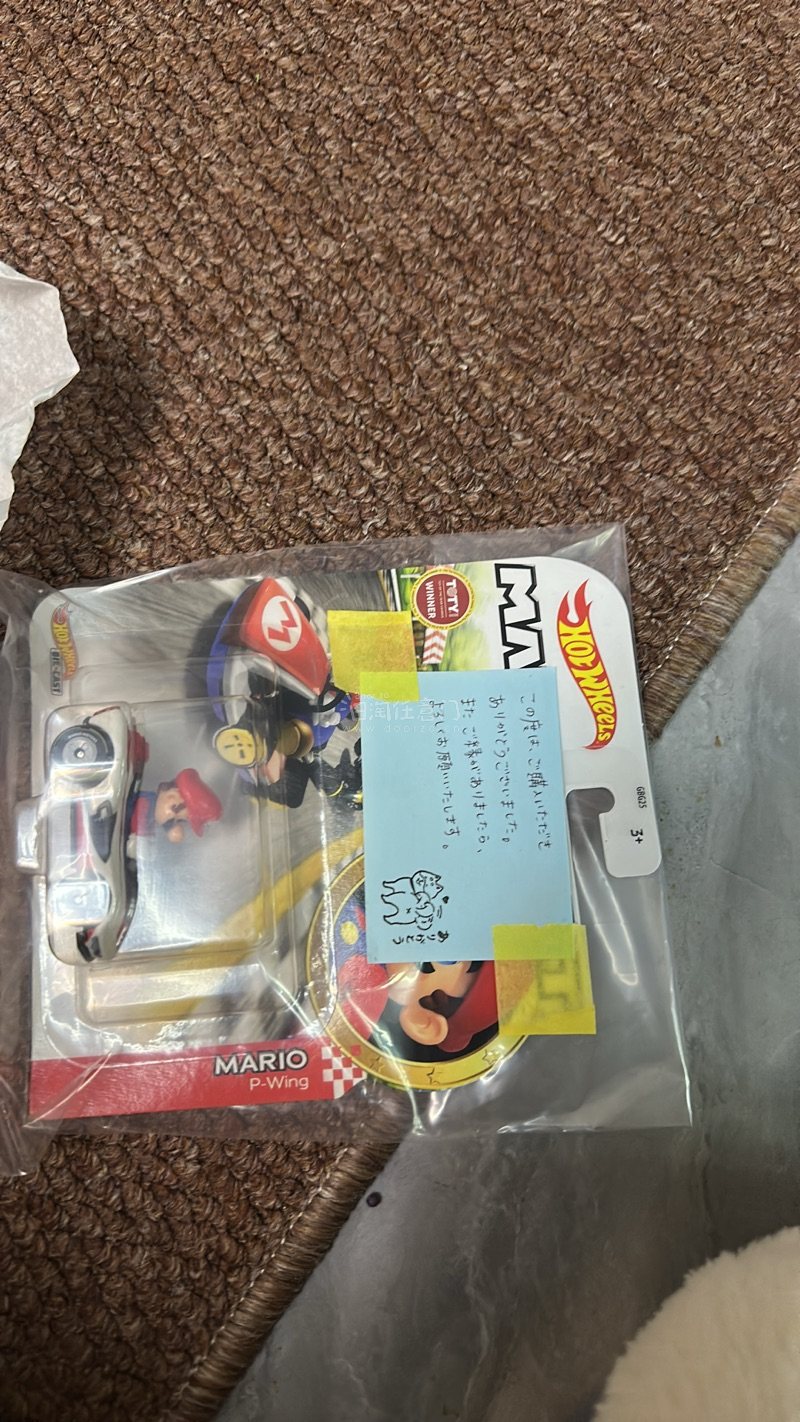 HOT WHEELS
GBG25
3+
MA
TOTY
WINNER
この度は、ご購入いただき
ありがとうございました。
また ご縁がありましたら、
よろしくお願いいたします。
ありがとう
HOT WHEELS
DIE-CAST
M
MARIO
P-Wing
www.doorzo.com